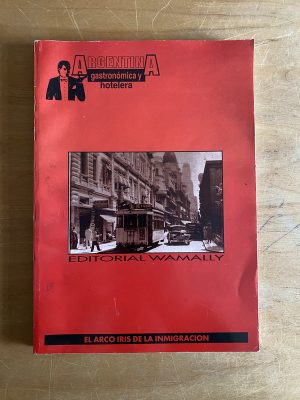 ARGENTINA
gastronómica y
hotelera
EDITORIAL WAMALLY
EL ARCO IRIS DE LA INMIGRACION